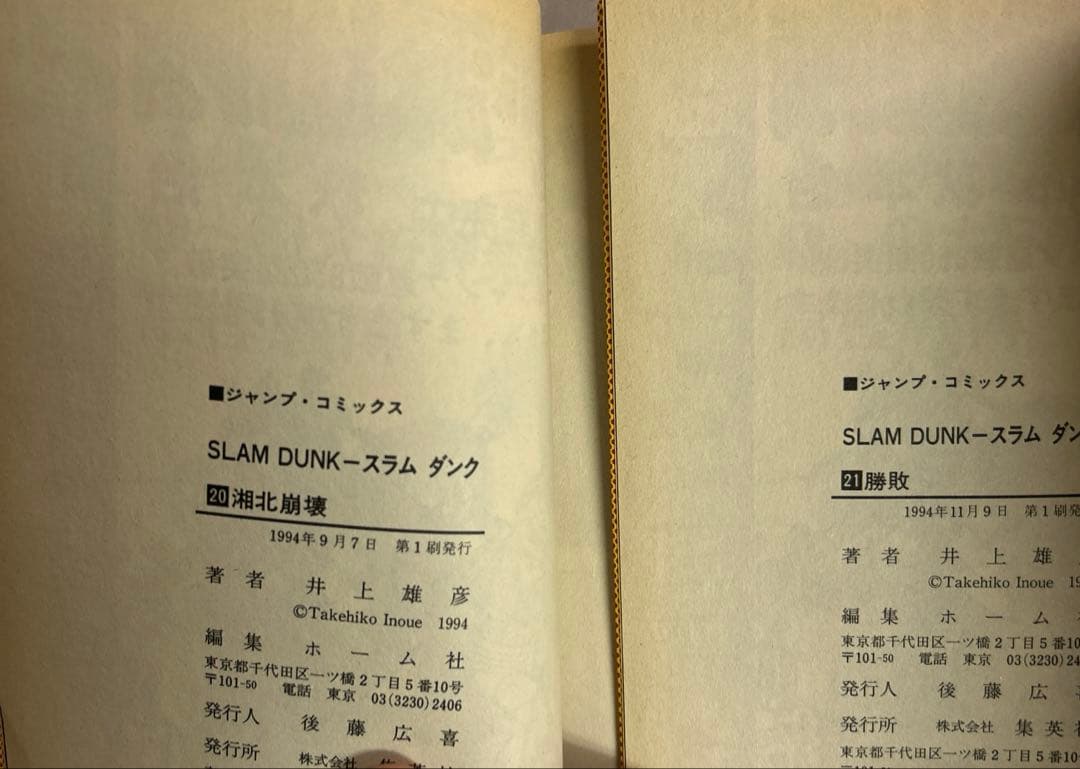 ■ジャンプ・コミックス
SLAM DUNK－スラム ダンク
20湘北崩壊
1994年9月7日　第1刷発行
著　者　井　上　雄　彦
©Takehiko Inoue 1994
編　集　ホ　ー　ム　社
東京都千代田区一ツ橋2丁目5番10号
〒101-50　電話　東京　03(3230)2406
発行人　後　藤　広　喜
発行所　株式会社
■ジャンプ・コミックス
SLAM DUNK－スラム ダン
21勝敗
1994年11月9日　第1刷発
著　者　井　上　雄
©Takehiko Inoue 19
編　集　ホ　ー　ム
東京都千代田区一ツ橋2丁目5番10
〒101-50　電話　東京　03(3230)24
発行人　後　藤　広
発行所　株式会社　集　英
東京都千代田区一ツ橋2丁目5番10